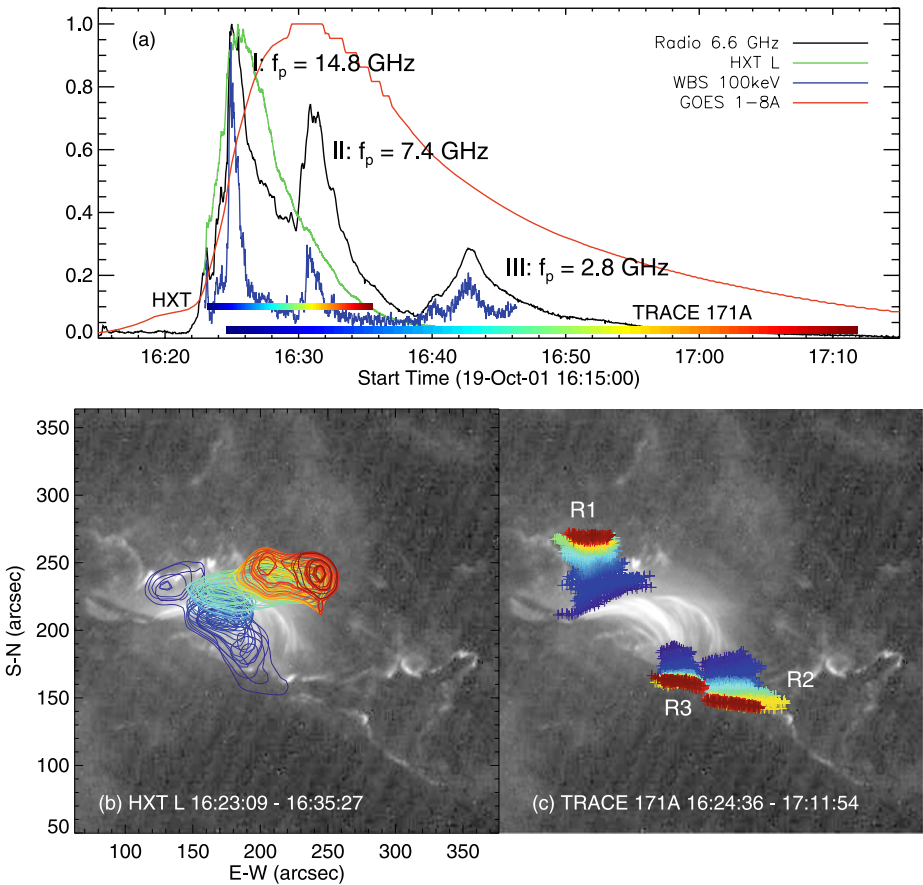 (a)
Radio 6.6 GHz
HXT L
WBS 100keV
GOES 1-8A
I: fp = 14.8 GHz
II: fp = 7.4 GHz
III: fp = 2.8 GHz
HXT
TRACE 171A
1.0
0.8
0.6
0.4
0.2
0.0
16:20 16:30 16:40 16:50 17:00 17:10
Start Time (19-Oct-01 16:15:00)
350
300
250
200
150
100
50
S-N (arcsec)
(b) HXT L 16:23:09 - 16:35:27
100 150 200 250 300 350
E-W (arcsec)
R1
R2
R3
(c) TRACE 171A 16:24:36 - 17:11:54